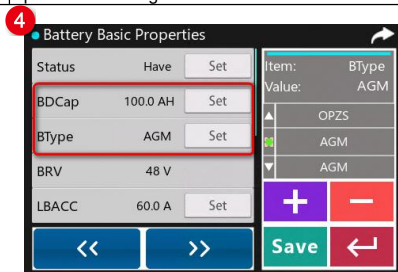 4
Battery Basic Properties
Status Have Set
BDCap 100.0 AH Set
BType AGM Set
BRV 48 V
LBACC 60.0 A Set
<< >>
Item: BType
Value: AGM
OPZS
AGM
AGM
+ −
Save